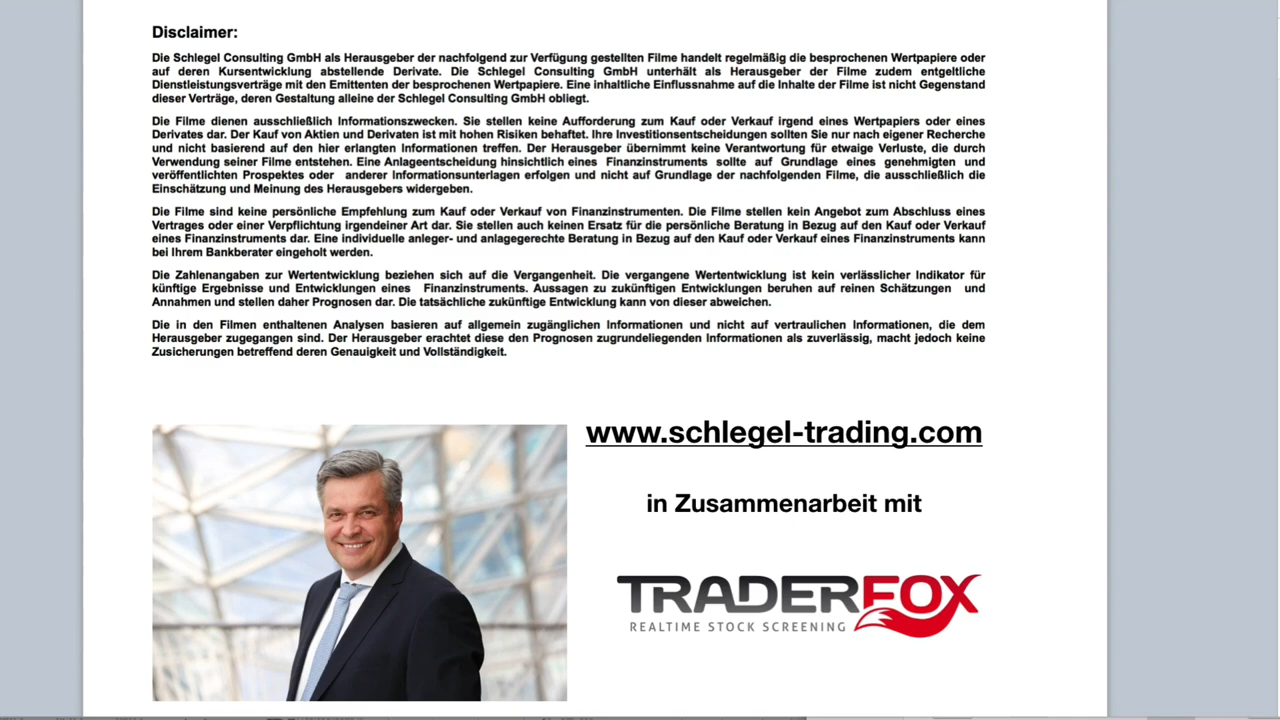 Disclaimer:
Die Schlegel Consulting GmbH als Herausgeber der nachfolgend zur Verfügung gestellten Filme handelt regelmäßig die besprochenen Wertpapiere oder
auf deren Kursentwicklung abstellende Derivate. Die Schlegel Consulting GmbH unterhält als Herausgeber der Filme zudem entgeltliche
Dienstleistungsverträge mit den Emittenten der besprochenen Wertpapiere. Eine inhaltliche Einflussnahme auf die Inhalte der Filme ist nicht Gegenstand
dieser Verträge, deren Gestaltung alleine der Schlegel Consulting GmbH obliegt.
Die Filme dienen ausschließlich Informationszwecken. Sie stellen keine Aufforderung zum Kauf oder Verkauf irgend eines Wertpapiers oder eines
Derivates dar. Der Kauf von Aktien und Derivaten ist mit hohen Risiken behaftet. Ihre Investitionsentscheidungen sollten Sie nur nach eigener Recherche
und nicht basierend auf den hier erlangten Informationen treffen. Der Herausgeber übernimmt keine Verantwortung für etwaige Verluste, die durch
Verwendung seiner Filme entstehen. Eine Anlageentscheidung hinsichtlich eines Finanzinstruments sollte auf Grundlage eines genehmigten und
veröffentlichten Prospektes oder anderer Informationsunterlagen erfolgen und nicht auf Grundlage der nachfolgenden Filme, die ausschließlich die
Einschätzung und Meinung des Herausgebers widergeben.
Die Filme sind keine persönliche Empfehlung zum Kauf oder Verkauf von Finanzinstrumenten. Die Filme stellen kein Angebot zum Abschluss eines
Vertrages oder einer Verpflichtung irgendeiner Art dar. Sie stellen auch keinen Ersatz für die persönliche Beratung in Bezug auf den Kauf oder Verkauf
eines Finanzinstruments dar. Eine individuelle anleger- und anlagegerechte Beratung in Bezug auf den Kauf oder Verkauf eines Finanzinstruments kann
bei Ihrem Bankberater eingeholt werden.
Die Zahlenangaben zur Wertentwicklung beziehen sich auf die Vergangenheit. Die vergangene Wertentwicklung ist kein verlässlicher Indikator für
künftige Ergebnisse und Entwicklungen eines Finanzinstruments. Aussagen zu zukünftigen Entwicklungen beruhen auf reinen Schätzungen und
Annahmen und stellen daher Prognosen dar. Die tatsächliche zukünftige Entwicklung kann von dieser abweichen.
Die in den Filmen enthaltenen Analysen basieren auf allgemein zugänglichen Informationen und nicht auf vertraulichen Informationen, die dem
Herausgeber zugegangen sind. Der Herausgeber erachtet diese den Prognosen zugrundeliegenden Informationen als zuverlässig, macht jedoch keine
Zusicherungen betreffend deren Genauigkeit und Vollständigkeit.
www.schlegel-trading.com
in Zusammenarbeit mit
TRADERFOX
REALTIME STOCK SCREENING